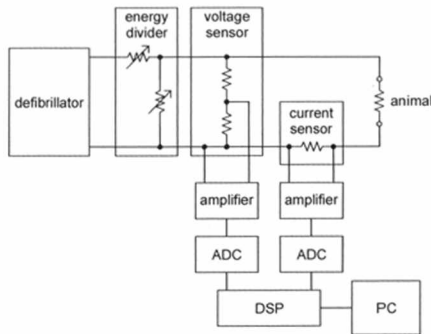 energy
divider
voltage
sensor
defibrillator
current
sensor
animal
amplifier
amplifier
ADC
ADC
DSP
PC